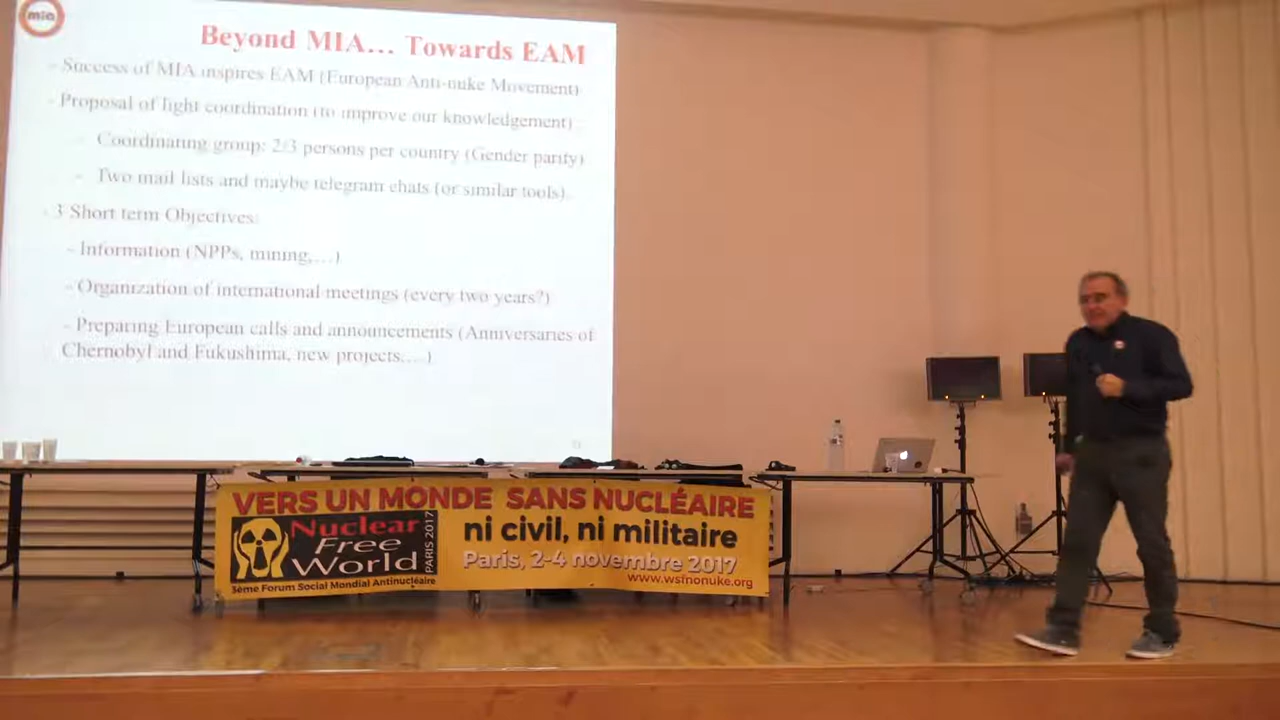 mia
Beyond MIA... Towards EAM
- Success of MIA inspires EAM (European Anti-nuke Movement)
- Proposal of light coordination (to improve our knowledgement)
- Coordinating group: 2/3 persons per country (Gender parity)
- Two mail lists and maybe telegram chats (or similar tools).
- 3 Short term Objectives:
- Information (NPPs, mining,...)
- Organization of international meetings (every two years?)
- Preparing European calls and announcements (Anniversaries of
Chernobyl and Fukushima, new projects....)
VERS UN MONDE SANS NUCLÉAIRE
Nuclear
Free
World
PARIS 2017
3ème Forum Social Mondial Antinucléaire
ni civil, ni militaire
Paris, 2-4 novembre 2017
www.wsfnonuke.org